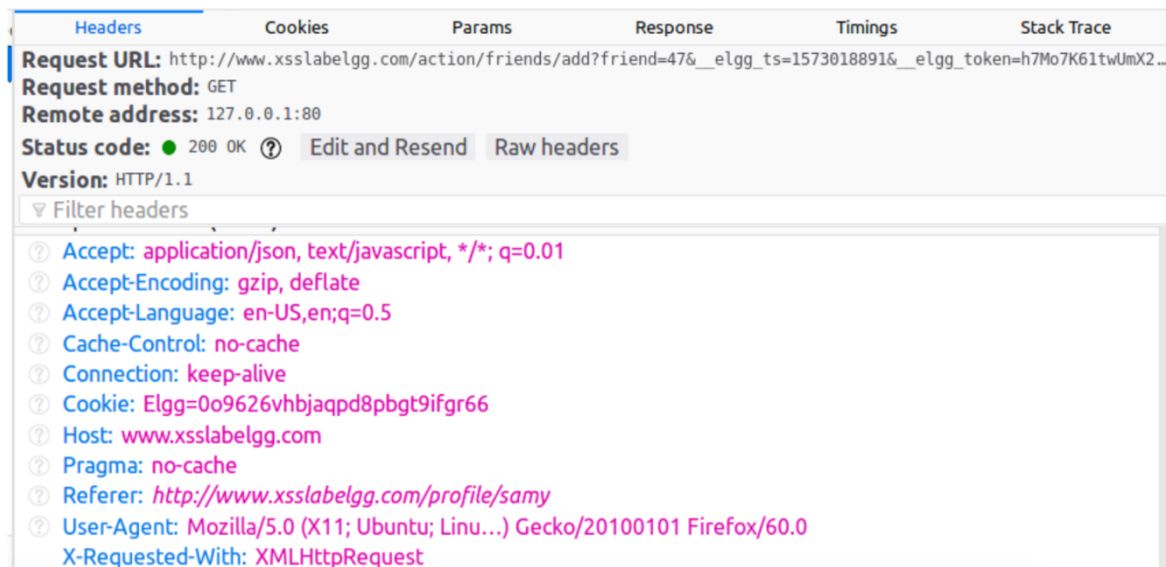 Headers Cookies Params Response Timings Stack Trace
Request URL: http://www.xsslabelgg.com/action/friends/add?friend=47&__elgg_ts=1573018891&__elgg_token=h7Mo7K61twUmX2…
Request method: GET
Remote address: 127.0.0.1:80
Status code: 200 OK ? Edit and Resend Raw headers
Version: HTTP/1.1
Filter headers
? Accept: application/json, text/javascript, */*; q=0.01
? Accept-Encoding: gzip, deflate
? Accept-Language: en-US,en;q=0.5
? Cache-Control: no-cache
? Connection: keep-alive
? Cookie: Elgg=0o9626vhbjaqpd8pbgt9ifgr66
? Host: www.xsslabelgg.com
? Pragma: no-cache
? Referer: http://www.xsslabelgg.com/profile/samy
? User-Agent: Mozilla/5.0 (X11; Ubuntu; Linu…) Gecko/20100101 Firefox/60.0
X-Requested-With: XMLHttpRequest